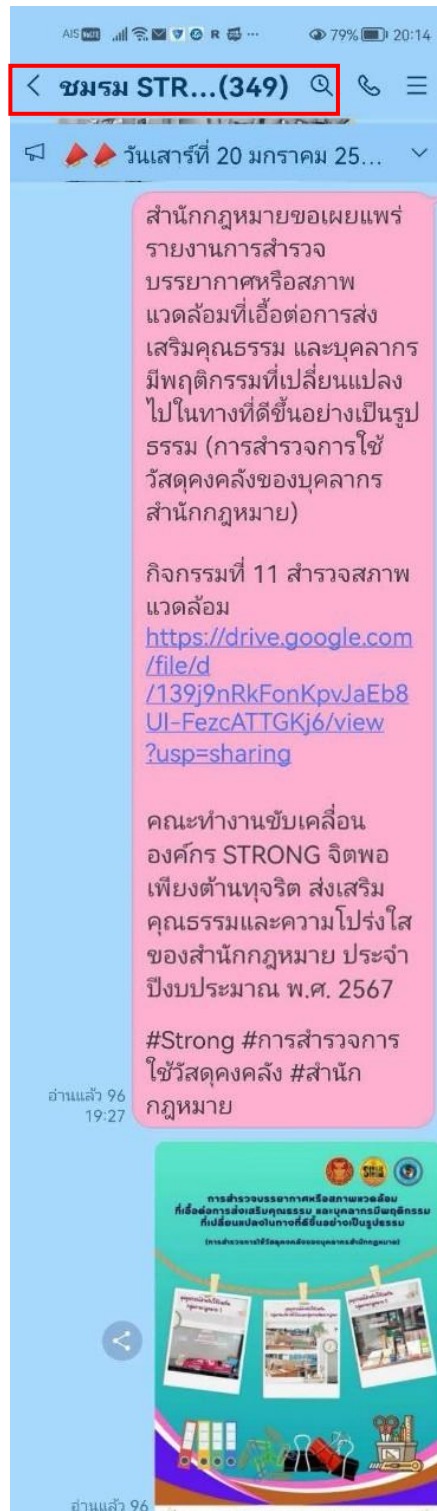 AIS 79% 20:14
ชมรม STR...(349)
วันเสาร์ที่ 20 มกราคม 25...
สำนักกฎหมายขอเผยแพร่
รายงานการสำรวจ
บรรยากาศหรือสภาพ
แวดล้อมที่เอื้อต่อการส่ง
เสริมคุณธรรม และบุคลากร
มีพฤติกรรมที่เปลี่ยนแปลง
ไปในทางที่ดีขึ้นอย่างเป็นรูป
ธรรม (การสำรวจการใช้
วัสดุคงคลังของบุคลากร
สำนักกฎหมาย)
กิจกรรมที่ 11 สำรวจสภาพ
แวดล้อม
https://drive.google.com
/file/d
/139j9nRkFonKpvJaEb8
UI-FezcATTGKj6/view
?usp=sharing
คณะทำงานขับเคลื่อน
องค์กร STRONG จิตพอ
เพียงต้านทุจริต ส่งเสริม
คุณธรรมและความโปร่งใส
ของสำนักกฎหมาย ประจำ
ปีงบประมาณ พ.ศ. 2567
#Strong #การสำรวจการ
ใช้วัสดุคงคลัง #สำนัก
กฎหมาย
อ่านแล้ว 96
19:27
การสำรวจบรรยากาศหรือสภาพแวดล้อม
ที่เอื้อต่อการส่งเสริมคุณธรรม และบุคลากรมีพฤติกรรม
ที่เปลี่ยนแปลงในทางที่ดีขึ้นอย่างเป็นรูปธรรม
(การสำรวจการใช้วัสดุคงคลังของบุคลากรสำนักกฎหมาย)
อ่านแล้ว 96